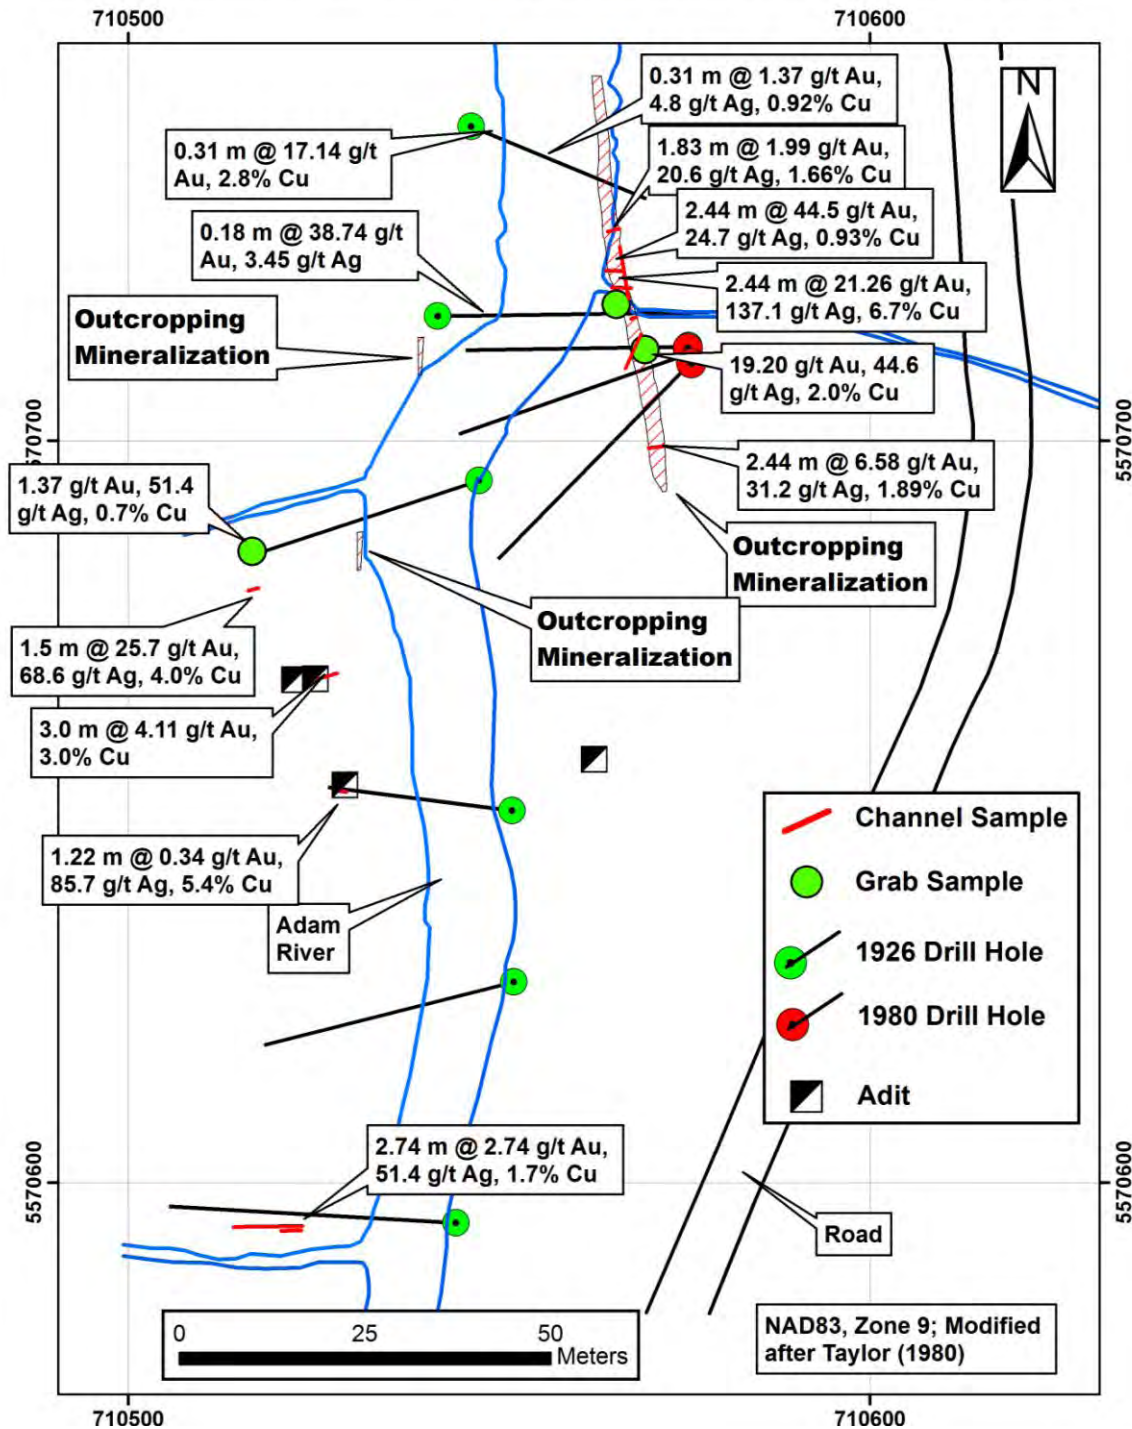 710500
710600
N
0.31 m @ 1.37 g/t Au,
4.8 g/t Ag, 0.92% Cu
0.31 m @ 17.14 g/t
Au, 2.8% Cu
1.83 m @ 1.99 g/t Au,
20.6 g/t Ag, 1.66% Cu
0.18 m @ 38.74 g/t
Au, 3.45 g/t Ag
2.44 m @ 44.5 g/t Au,
24.7 g/t Ag, 0.93% Cu
2.44 m @ 21.26 g/t Au,
137.1 g/t Ag, 6.7% Cu
Outcropping
Mineralization
19.20 g/t Au, 44.6
g/t Ag, 2.0% Cu
5570700
5570700
2.44 m @ 6.58 g/t Au,
31.2 g/t Ag, 1.89% Cu
1.37 g/t Au, 51.4
g/t Ag, 0.7% Cu
Outcropping
Mineralization
Outcropping
Mineralization
1.5 m @ 25.7 g/t Au,
68.6 g/t Ag, 4.0% Cu
3.0 m @ 4.11 g/t Au,
3.0% Cu
1.22 m @ 0.34 g/t Au,
85.7 g/t Ag, 5.4% Cu
Adam
River
Channel Sample
Grab Sample
1926 Drill Hole
1980 Drill Hole
Adit
2.74 m @ 2.74 g/t Au,
51.4 g/t Ag, 1.7% Cu
5570600
5570600
Road
0 25 50
Meters
NAD83, Zone 9; Modified
after Taylor (1980)
710500
710600